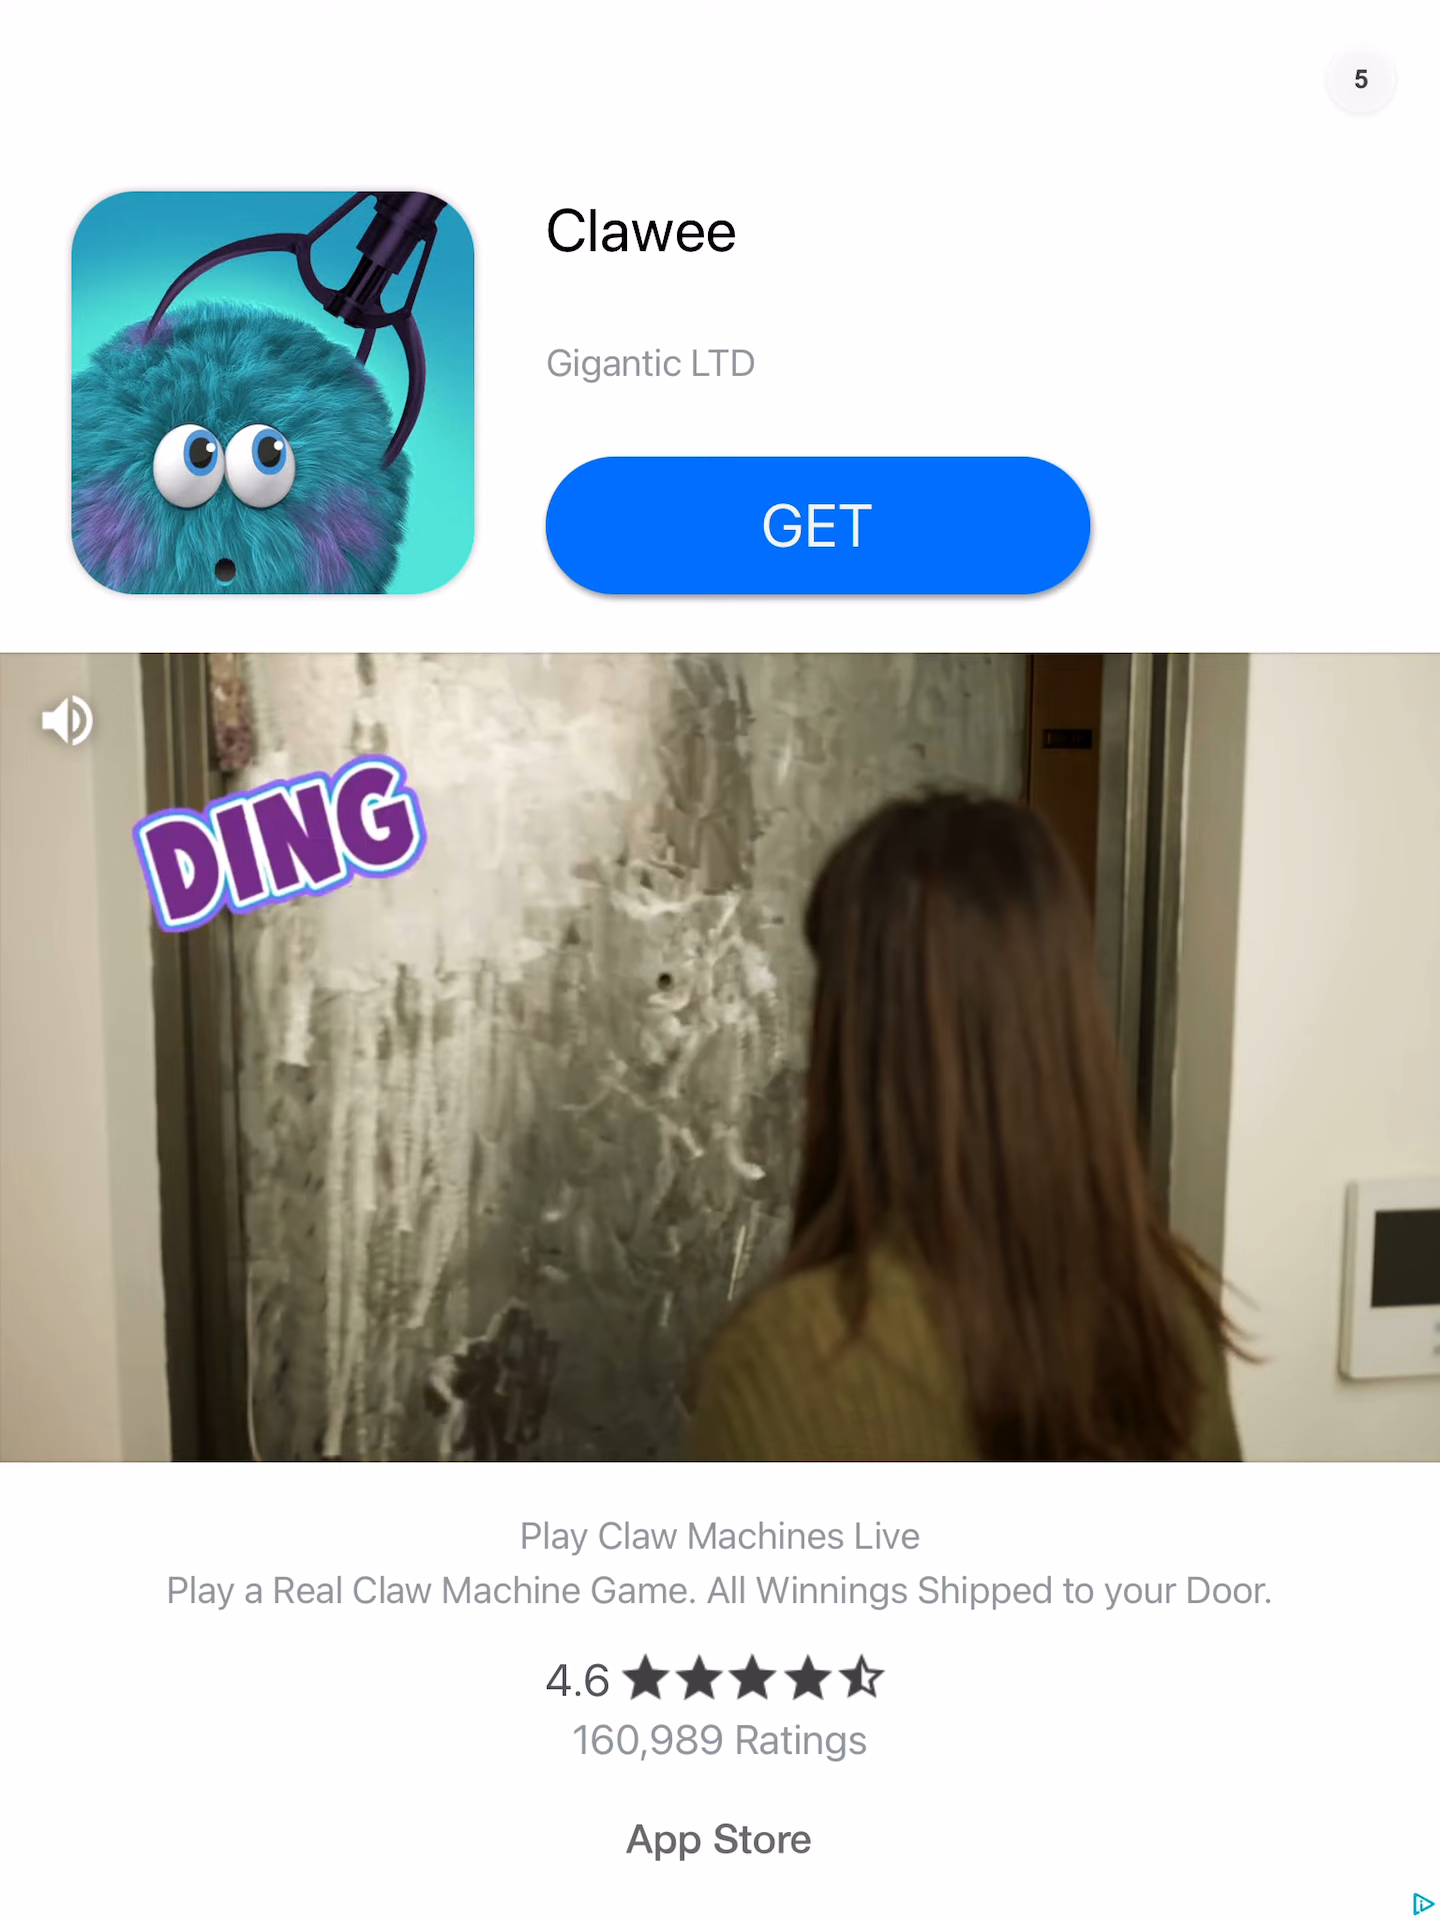 5
Clawee
Gigantic LTD
GET
DING
Play Claw Machines Live
Play a Real Claw Machine Game. All Winnings Shipped to your Door.
4.6
160,989 Ratings
App Store